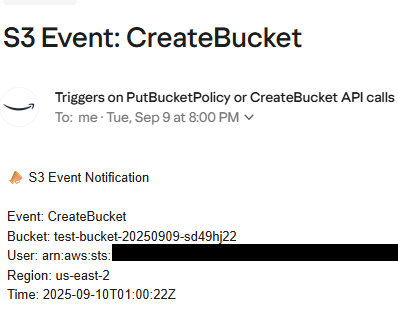 S3 Event: CreateBucket
Triggers on PutBucketPolicy or CreateBucket API calls
To: me · Tue, Sep 9 at 8:00 PM
S3 Event Notification
Event: CreateBucket
Bucket: test-bucket-20250909-sd49hj22
User: arn:aws:sts:
Region: us-east-2
Time: 2025-09-10T01:00:22Z